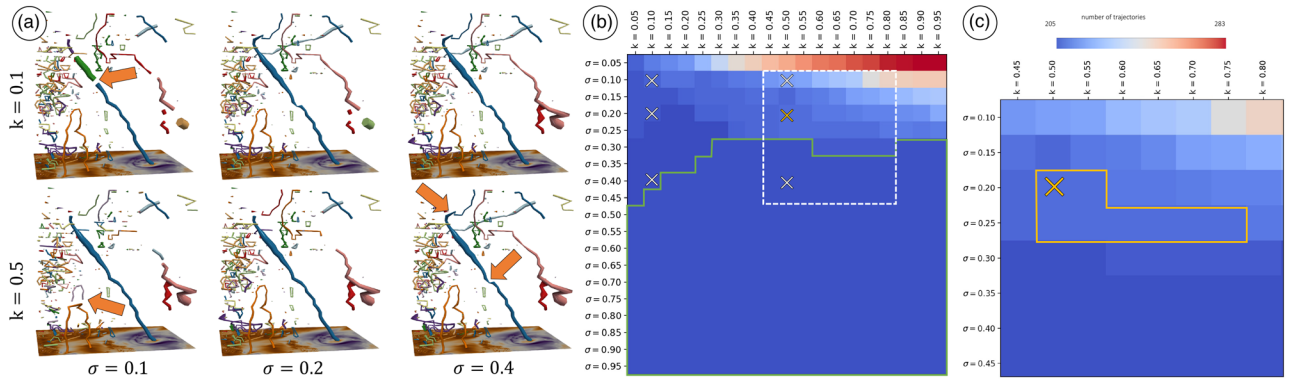 (a)
k = 0.1
k = 0.5
σ = 0.1
σ = 0.2
σ = 0.4
(b)
k = 0.05
k = 0.10
k = 0.15
k = 0.20
k = 0.25
k = 0.30
k = 0.35
k = 0.40
k = 0.45
k = 0.50
k = 0.55
k = 0.60
k = 0.65
k = 0.70
k = 0.75
k = 0.80
k = 0.85
k = 0.90
k = 0.95
σ = 0.05
σ = 0.10
σ = 0.15
σ = 0.20
σ = 0.25
σ = 0.30
σ = 0.35
σ = 0.40
σ = 0.45
σ = 0.50
σ = 0.55
σ = 0.60
σ = 0.65
σ = 0.70
σ = 0.75
σ = 0.80
σ = 0.85
σ = 0.90
σ = 0.95
(c)
number of trajectories
205
283
k = 0.45
k = 0.50
k = 0.55
k = 0.60
k = 0.65
k = 0.70
k = 0.75
k = 0.80
σ = 0.10
σ = 0.15
σ = 0.20
σ = 0.25
σ = 0.30
σ = 0.35
σ = 0.40
σ = 0.45